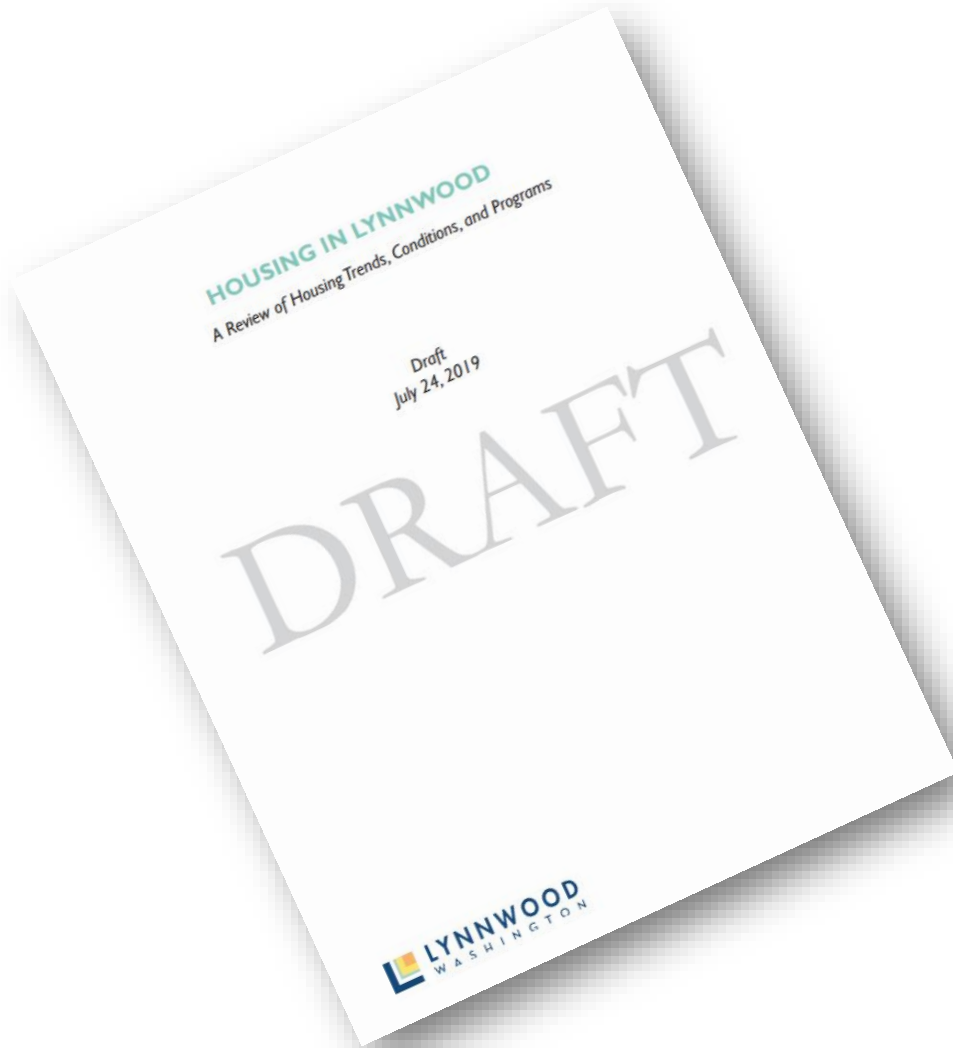 HOUSING IN LYNNWOOD
A Review of Housing Trends, Conditions, and Programs
Draft
July 24, 2019
DRAFT
LYNNWOOD
WASHINGTON